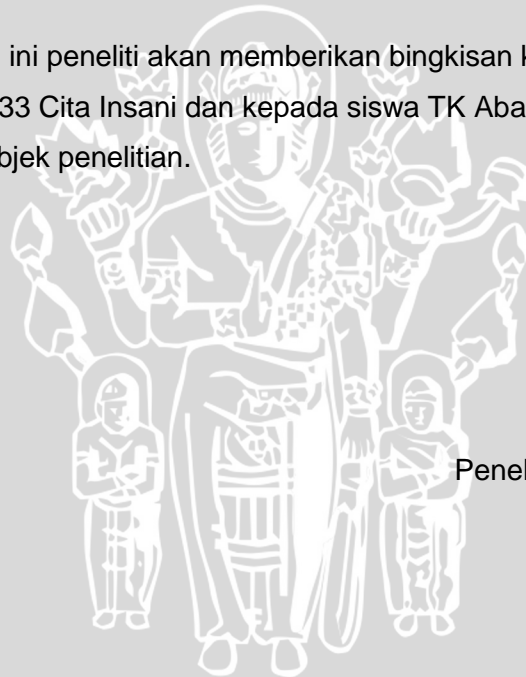 ini peneliti akan memberikan bingkisan
33 Cita Insani dan kepada siswa TK Aba
bjek penelitian.
Penel